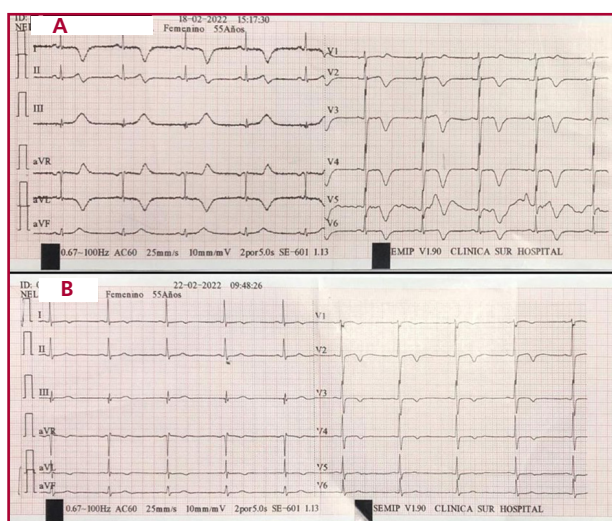 A
ID:
18-02-2022 15:17:30
NEL
Femenino 55Años
I
II
III
aVR
aVL
aVF
V1
V2
V3
V4
V5
V6
0.67~100Hz AC60 25mm/s 10mm/mV 2por5.0s SE-601 1.13
SEMIP V1.90 CLINICA SUR HOSPITAL
B
ID:
22-02-2022 09:48:26
NEL
Femenino 55Años
I
II
III
aVR
aVL
aVF
V1
V2
V3
V4
V5
V6
0.67~100Hz AC60 25mm/s 10mm/mV 2por5.0s SE-601 1.13
SEMIP V1.90 CLINICA SUR HOSPITAL